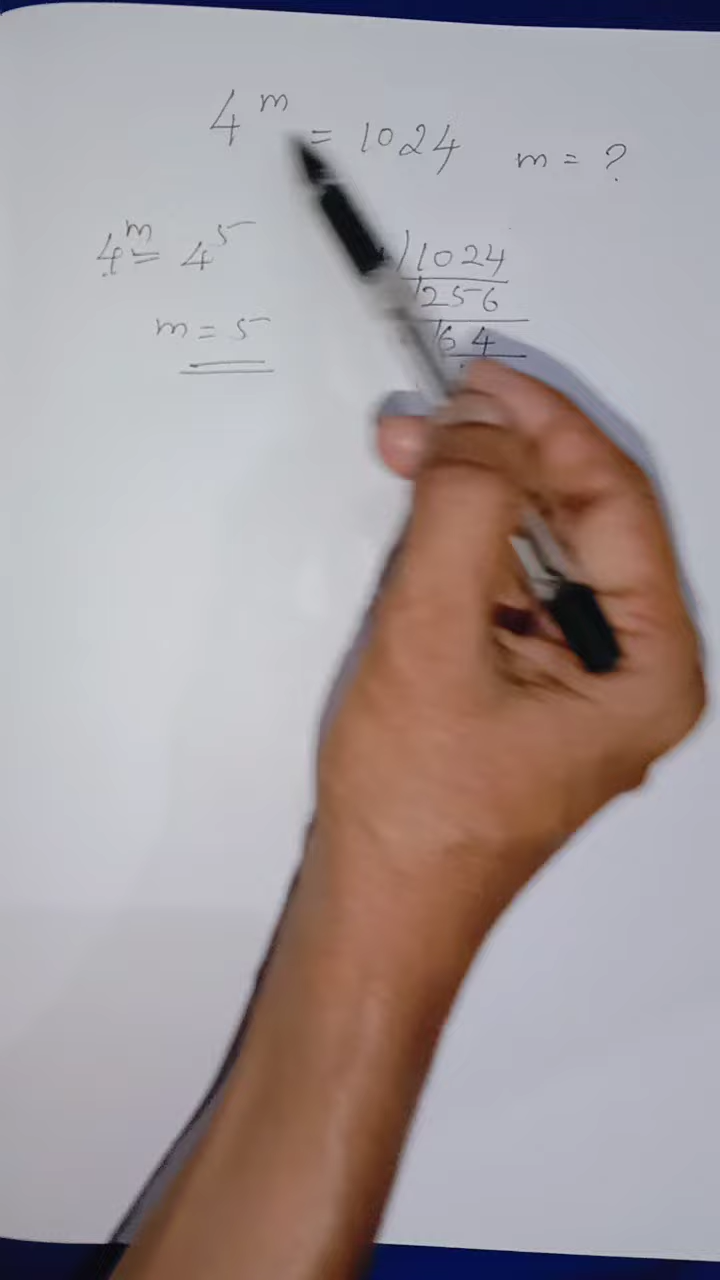 4^m = 1024 m = ?
4^m = 4^5
m = 5
1024
256
64